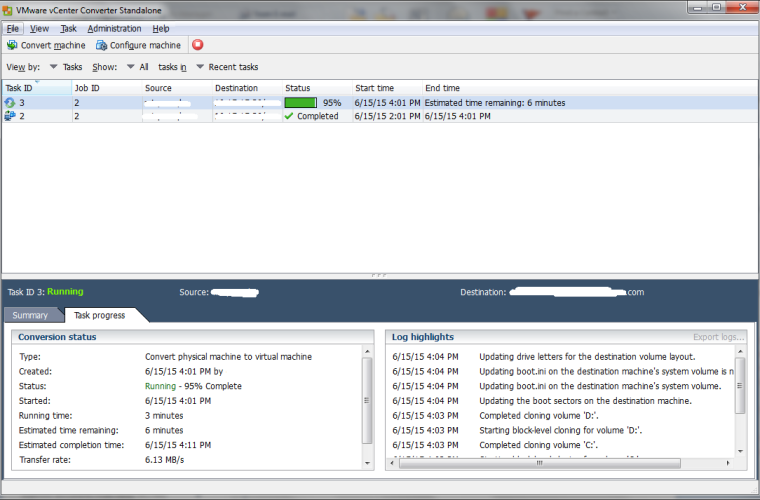 VMware vCenter Converter Standalone
File View Task Administration Help
Convert machine Configure machine
View by: Tasks Show: All tasks in Recent tasks
Task ID Job ID Source Destination Status Start time End time
3 2 95% 6/15/15 4:01 PM Estimated time remaining: 6 minutes
2 2 Completed 6/15/15 2:01 PM 6/15/15 4:01 PM
Task ID 3: Running Source: Destination: .com
Summary Task progress
Conversion status
Type: Convert physical machine to virtual machine
Created: 6/15/15 4:01 PM by
Status: Running - 95% Complete
Started: 6/15/15 4:01 PM
Running time: 3 minutes
Estimated time remaining: 6 minutes
Estimated completion time: 6/15/15 4:11 PM
Transfer rate: 6.13 MB/s
Log highlights Export logs...
6/15/15 4:04 PM Updating drive letters for the destination volume layout.
6/15/15 4:04 PM Updating boot.ini on the destination machine's system volume is n
6/15/15 4:04 PM Updating boot.ini on the destination machine's system volume.
6/15/15 4:04 PM Updating the boot sectors on the destination machine.
6/15/15 4:03 PM Completed cloning volume 'D:'.
6/15/15 4:03 PM Starting block-level cloning for volume 'D:'.
6/15/15 4:03 PM Completed cloning volume 'C:'.